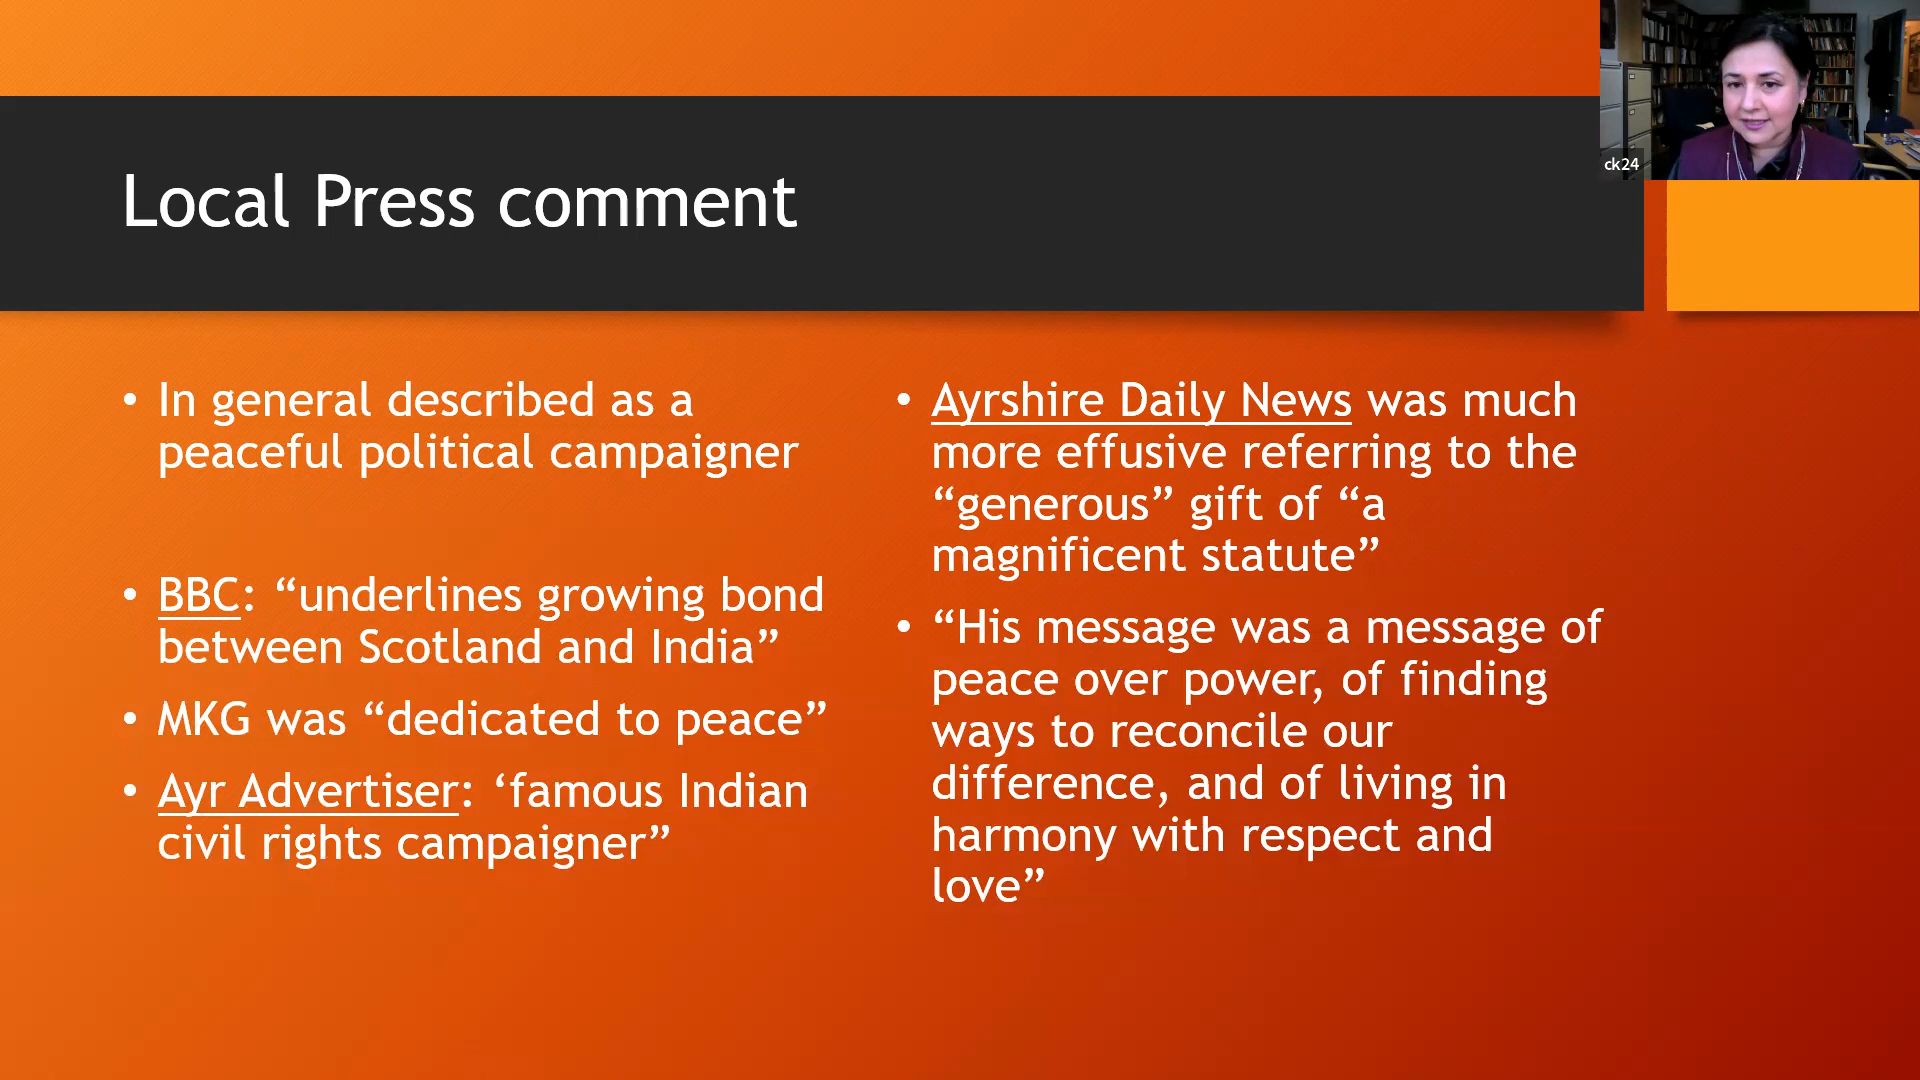 Local Press comment
ck24
• In general described as a
peaceful political campaigner
• BBC: “underlines growing bond
between Scotland and India”
• MKG was “dedicated to peace”
• Ayr Advertiser: ‘famous Indian
civil rights campaigner”
• Ayrshire Daily News was much
more effusive referring to the
“generous” gift of “a
magnificent statute”
• “His message was a message of
peace over power, of finding
ways to reconcile our
difference, and of living in
harmony with respect and
love”